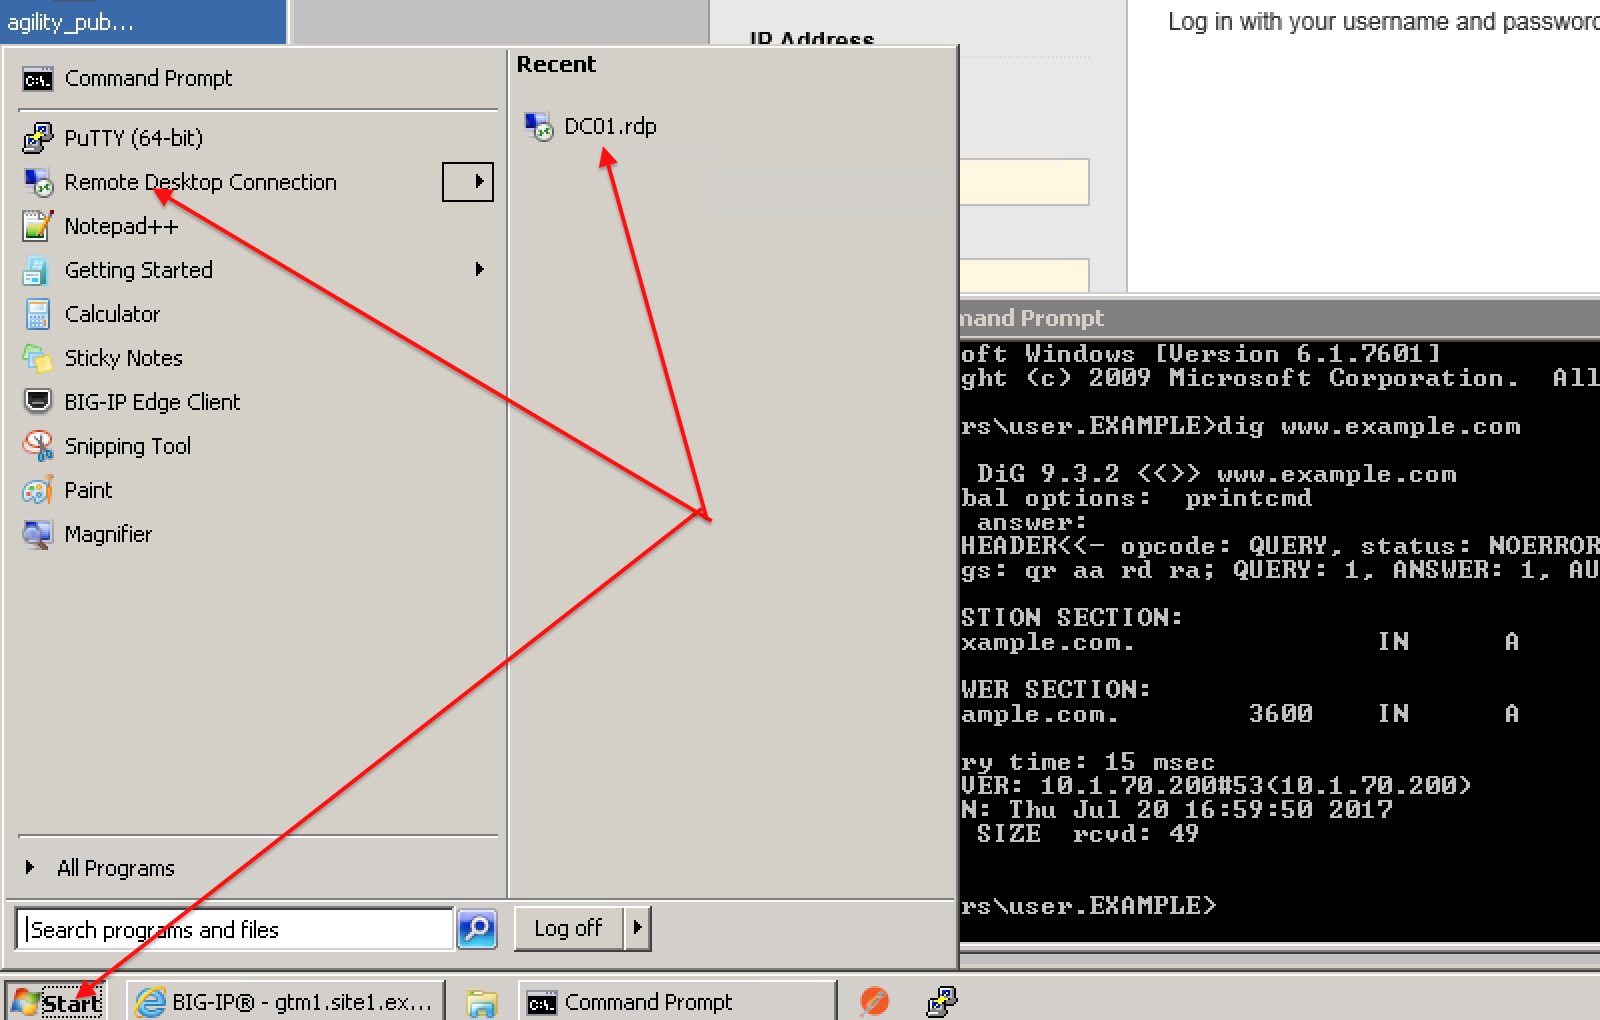 agility_pub...
IP Address
Log in with your username and password
Command Prompt
PuTTY (64-bit)
Remote Desktop Connection
Notepad++
Getting Started
Calculator
Sticky Notes
BIG-IP Edge Client
Snipping Tool
Paint
Magnifier
All Programs
Search programs and files
Recent
DC01.rdp
Log off
mand Prompt
oft Windows [Version 6.1.7601]
ght (c) 2009 Microsoft Corporation.  All
rs\user.EXAMPLE>dig www.example.com
DiG 9.3.2 <<>> www.example.com
bal options:  printcmd
answer:
HEADER<<- opcode: QUERY, status: NOERROR
gs: qr aa rd ra; QUERY: 1, ANSWER: 1, AU
STION SECTION:
xample.com. IN A
WER SECTION:
ample.com. 3600 IN A
ry time: 15 msec
VER: 10.1.70.200#53(10.1.70.200)
N: Thu Jul 20 16:59:50 2017
SIZE  rcvd: 49
rs\user.EXAMPLE>
Start
BIG-IP® - gtm1.site1.ex...
Command Prompt